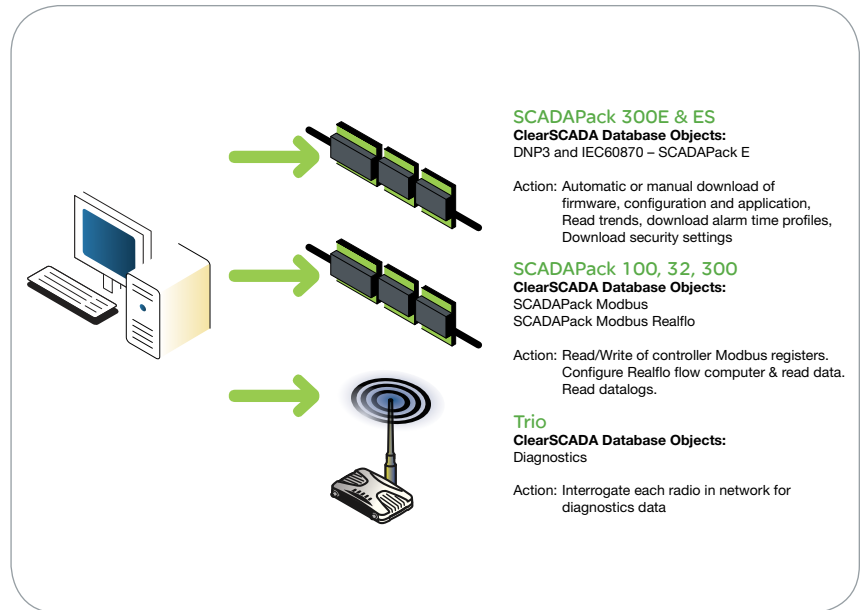 SCADAPack 300E & ES
ClearSCADA Database Objects:
DNP3 and IEC60870 – SCADAPack E
Action: Automatic or manual download of
firmware, configuration and application,
Read trends, download alarm time profiles,
Download security settings
SCADAPack 100, 32, 300
ClearSCADA Database Objects:
SCADAPack Modbus
SCADAPack Modbus Realflo
Action: Read/Write of controller Modbus registers.
Configure Realflo flow computer & read data.
Read datalogs.
Trio
ClearSCADA Database Objects:
Diagnostics
Action: Interrogate each radio in network for
diagnostics data